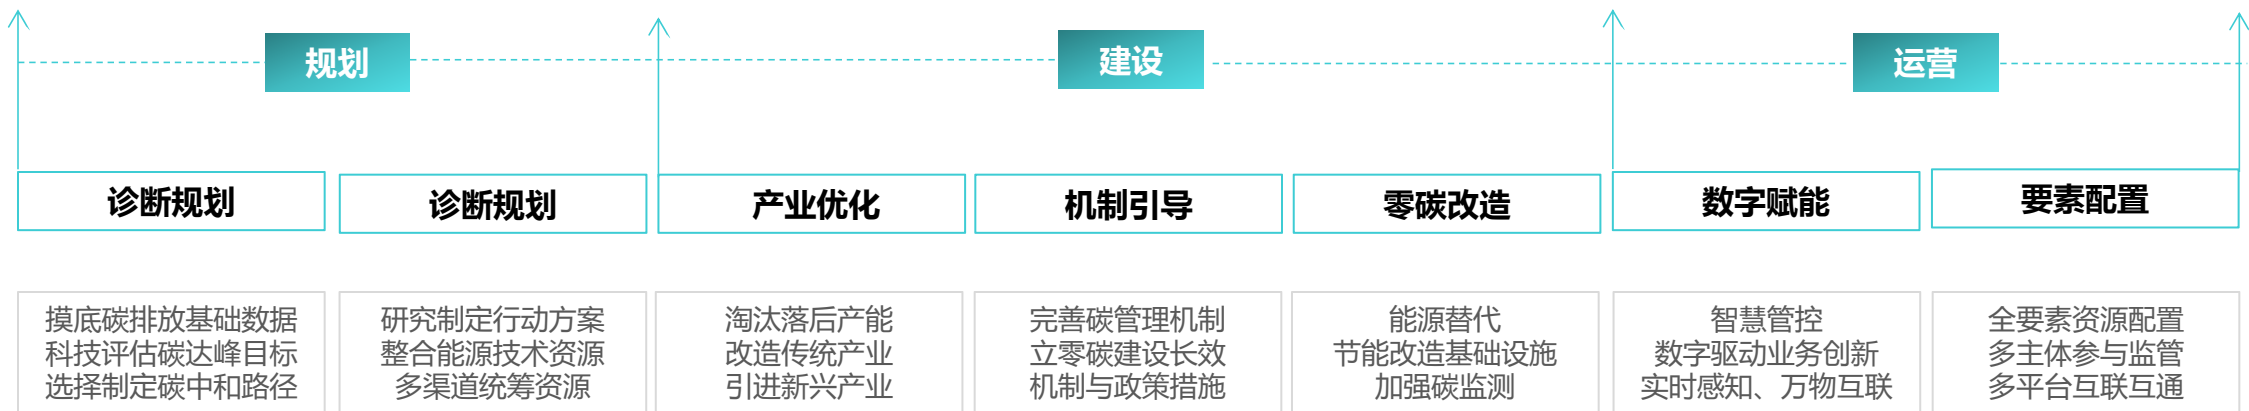 规划
建设
运营
诊断规划
诊断规划
产业优化
机制引导
零碳改造
数字赋能
要素配置
摸底碳排放基础数据
科技评估碳达峰目标
选择制定碳中和路径
研究制定行动方案
整合能源技术资源
多渠道统筹资源
淘汰落后产能
改造传统产业
引进新兴产业
完善碳管理机制
立零碳建设长效
机制与政策措施
能源替代
节能改造基础设施
加强碳监测
智慧管控
数字驱动业务创新
实时感知、万物互联
全要素资源配置
多主体参与监管
多平台互联互通